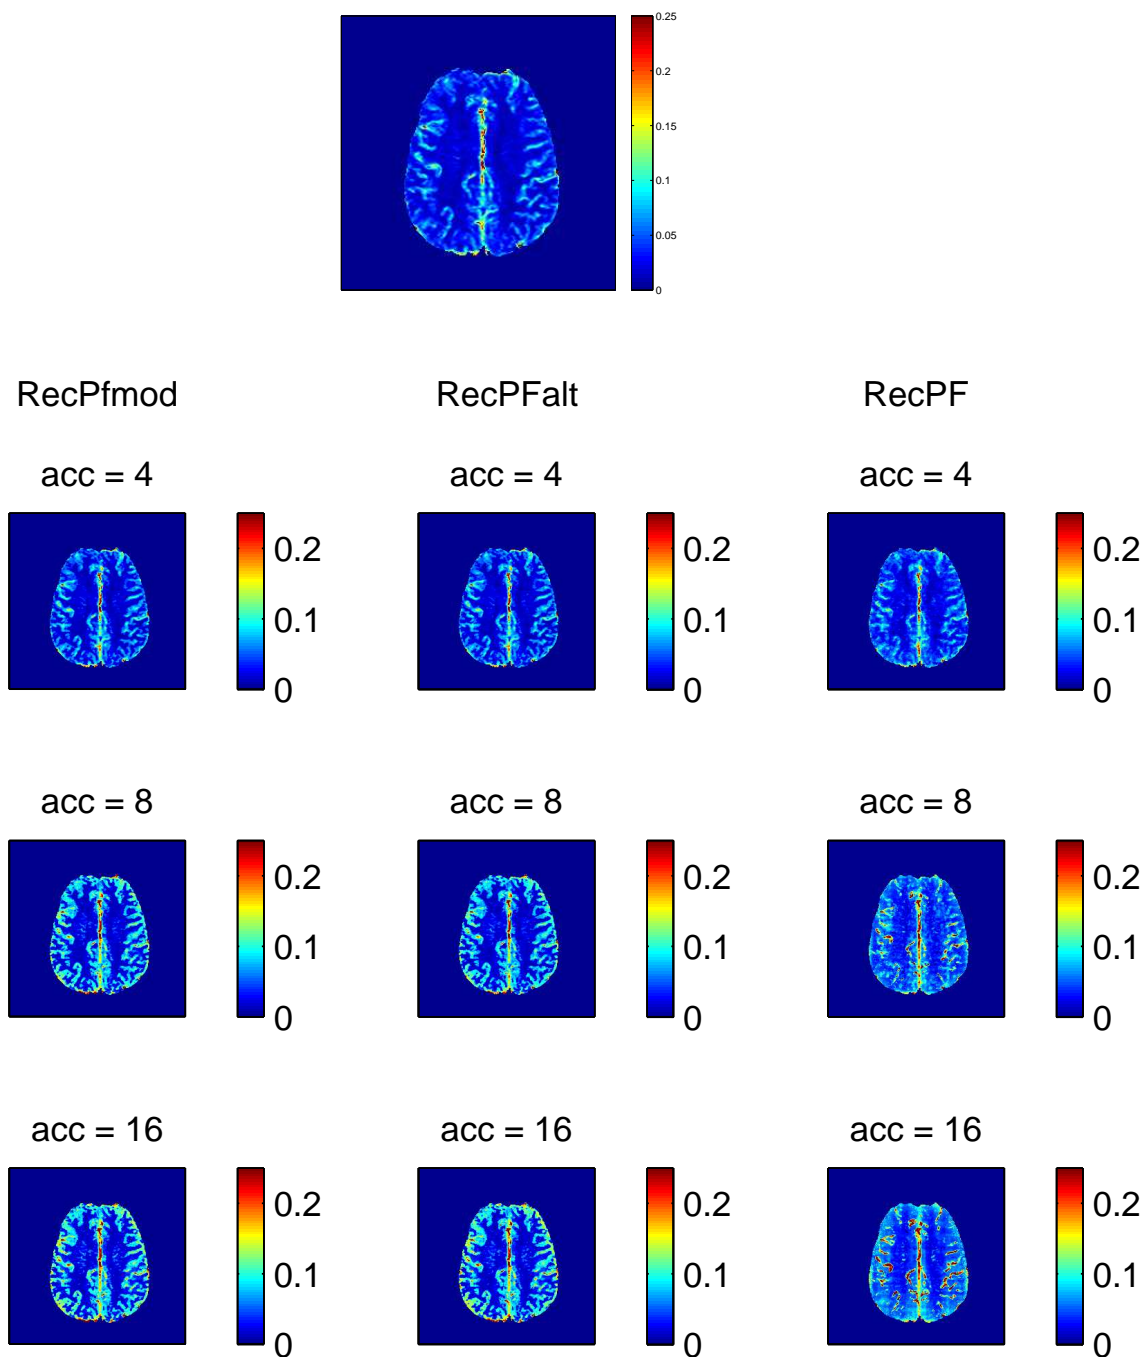 0.25
0.2
0.15
0.1
0.05
0
RecPfmod RecPFalt RecPF
acc = 4 acc = 4 acc = 4
0.2 0.2 0.2
0.1 0.1 0.1
0 0 0
acc = 8 acc = 8 acc = 8
0.2 0.2 0.2
0.1 0.1 0.1
0 0 0
acc = 16 acc = 16 acc = 16
0.2 0.2 0.2
0.1 0.1 0.1
0 0 0